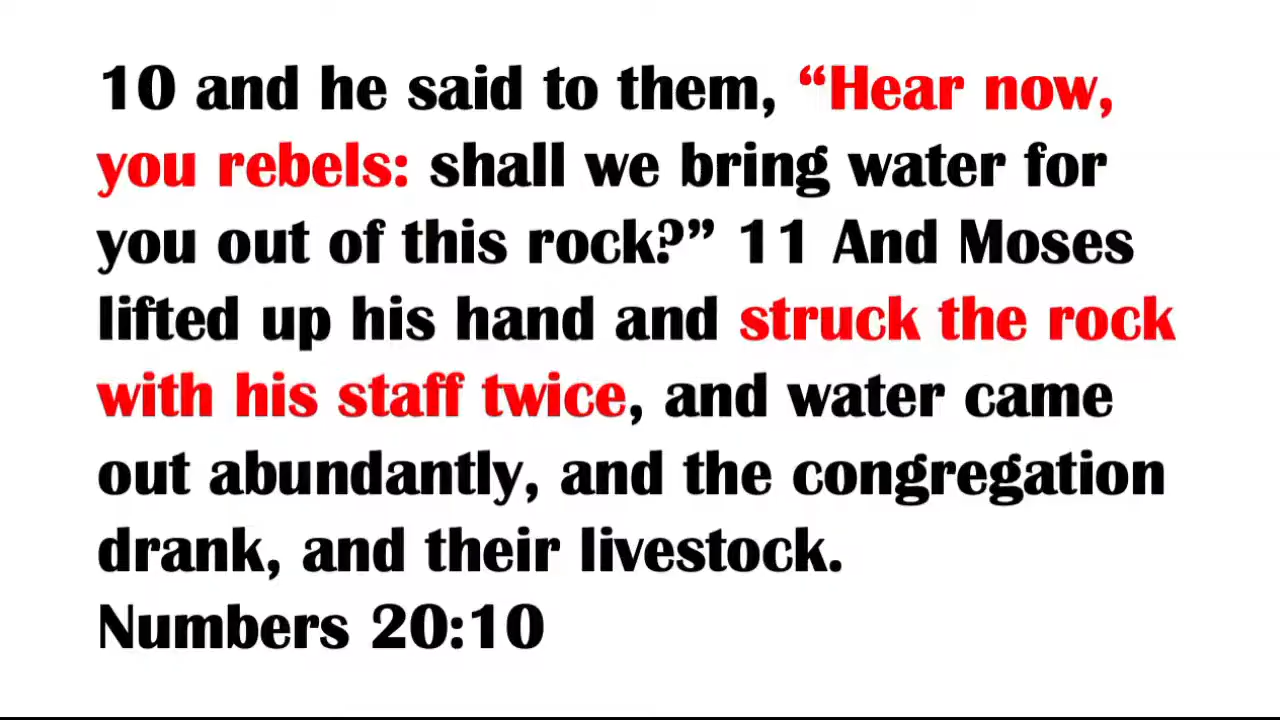 10 and he said to them, “Hear now,
you rebels: shall we bring water for
you out of this rock?” 11 And Moses
lifted up his hand and struck the rock
with his staff twice, and water came
out abundantly, and the congregation
drank, and their livestock.
Numbers 20:10